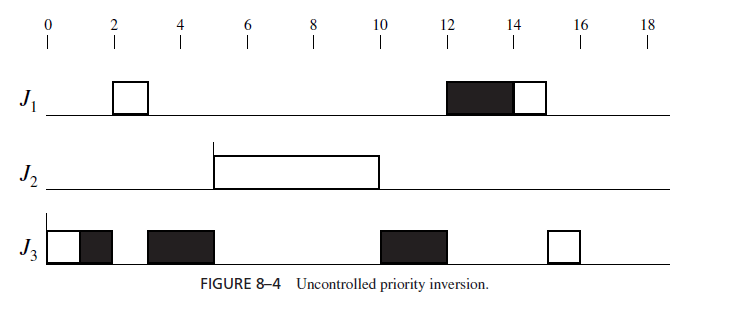 0 2 4 6 8 10 12 14 16 18
J1
J2
J3
FIGURE 8–4 Uncontrolled priority inversion.